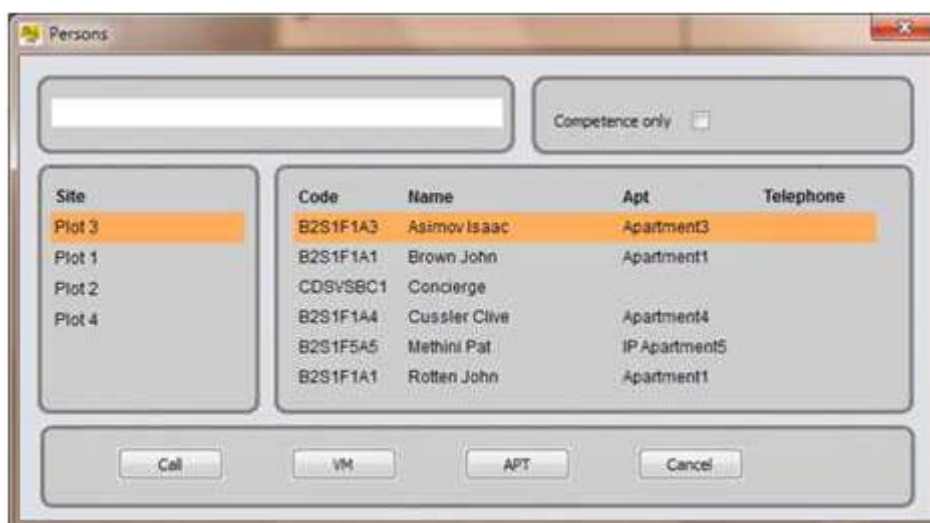 Persons
Competence only
Site
Plot 3
Plot 1
Plot 2
Plot 4
Code Name Apt Telephone
B2S1F1A3 Asimov Isaac Apartment3
B2S1F1A1 Brown John Apartment1
CDSVSBC1 Concierge
B2S1F1A4 Cussler Clive Apartment4
B2S1F5A5 Methini Pat IP Apartment5
B2S1F1A1 Rotten John Apartment1
Call VM APT Cancel